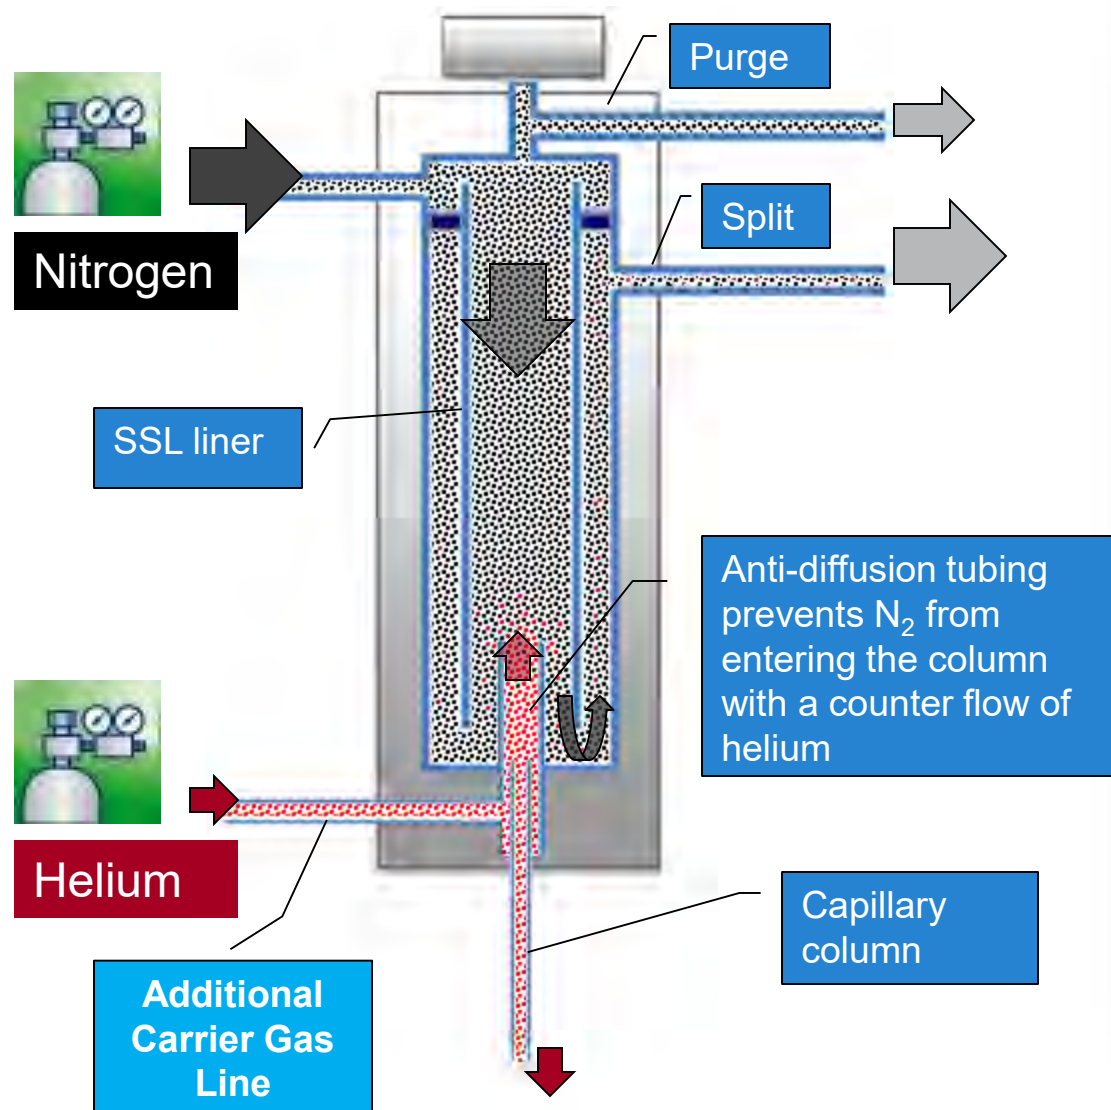 Purge
Nitrogen
Split
SSL liner
Anti-diffusion tubing
prevents N₂ from
entering the column
with a counter flow of
helium
Helium
Capillary
column
Additional
Carrier Gas
Line